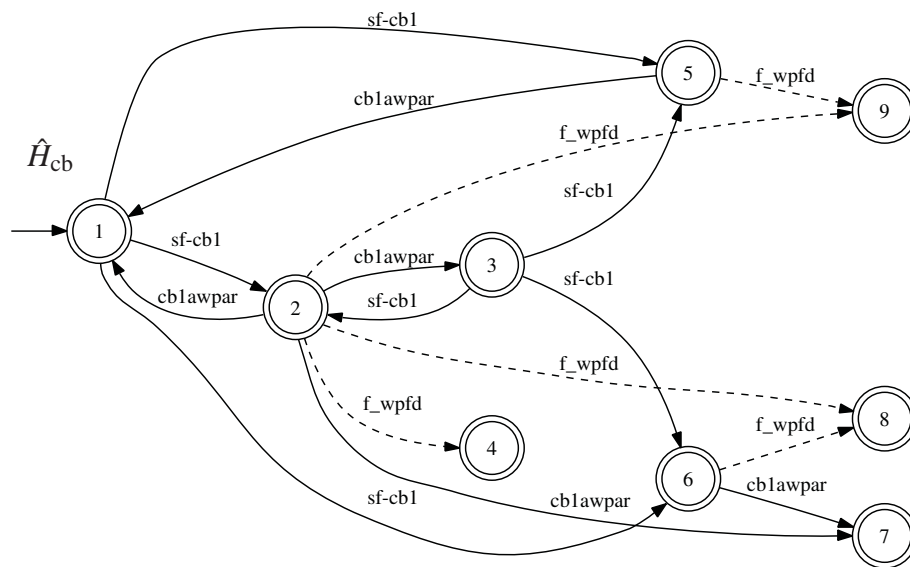 sf-cb1
5
f_wpfd
cb1awpar
9
f_wpfd
Ĥcb
sf-cb1
1
sf-cb1
cb1awpar
3
sf-cb1
cb1awpar
sf-cb1
2
f_wpfd
f_wpfd
8
4
f_wpfd
6
cb1awpar
sf-cb1
cb1awpar
7